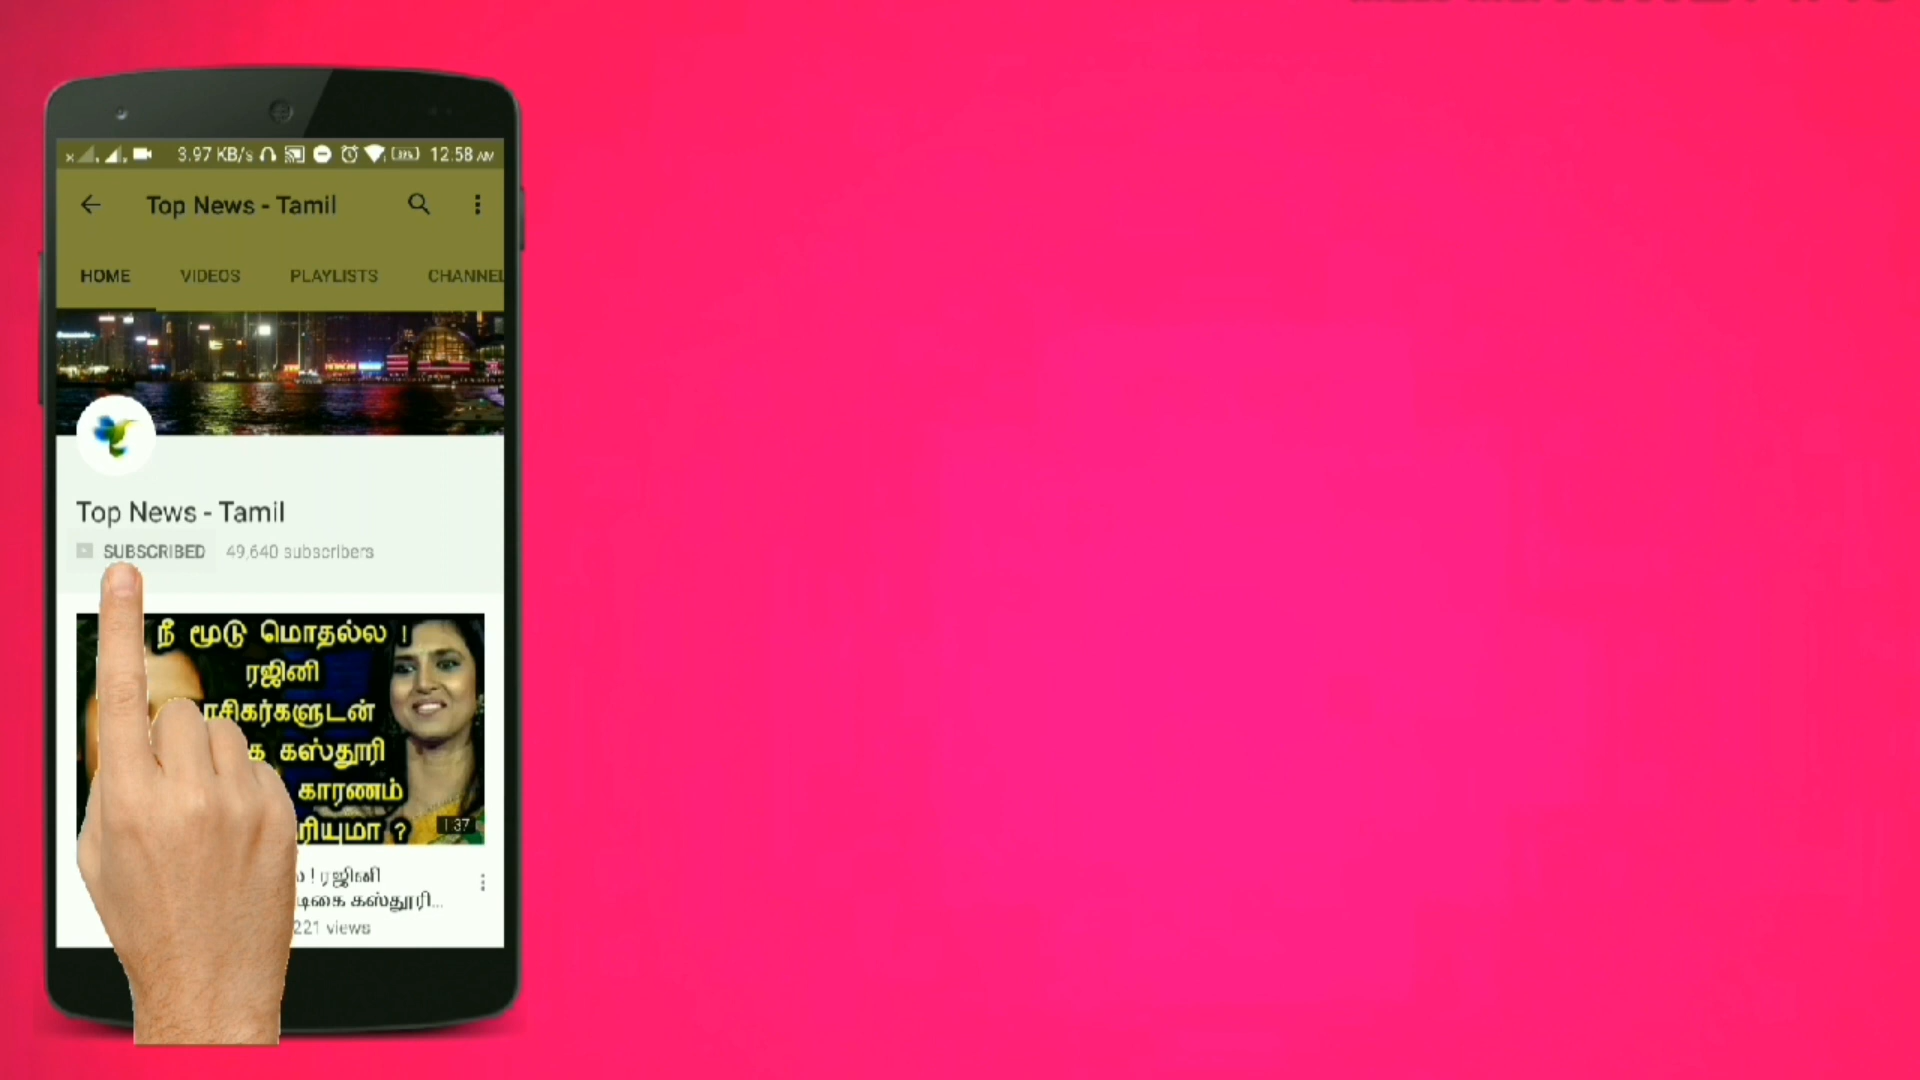 3.97 KB/s 12:58 AM
Top News - Tamil
HOME VIDEOS PLAYLISTS CHANNEL
Top News - Tamil
SUBSCRIBED 49,640 subscribers
நீ மூடு மொதல்ல !
ரஜினி
ரசிகர்களுடன்
கஸ்தூரி
காரணம்
?
1:37
! ரஜினி
கஸ்தூரி...
221 views